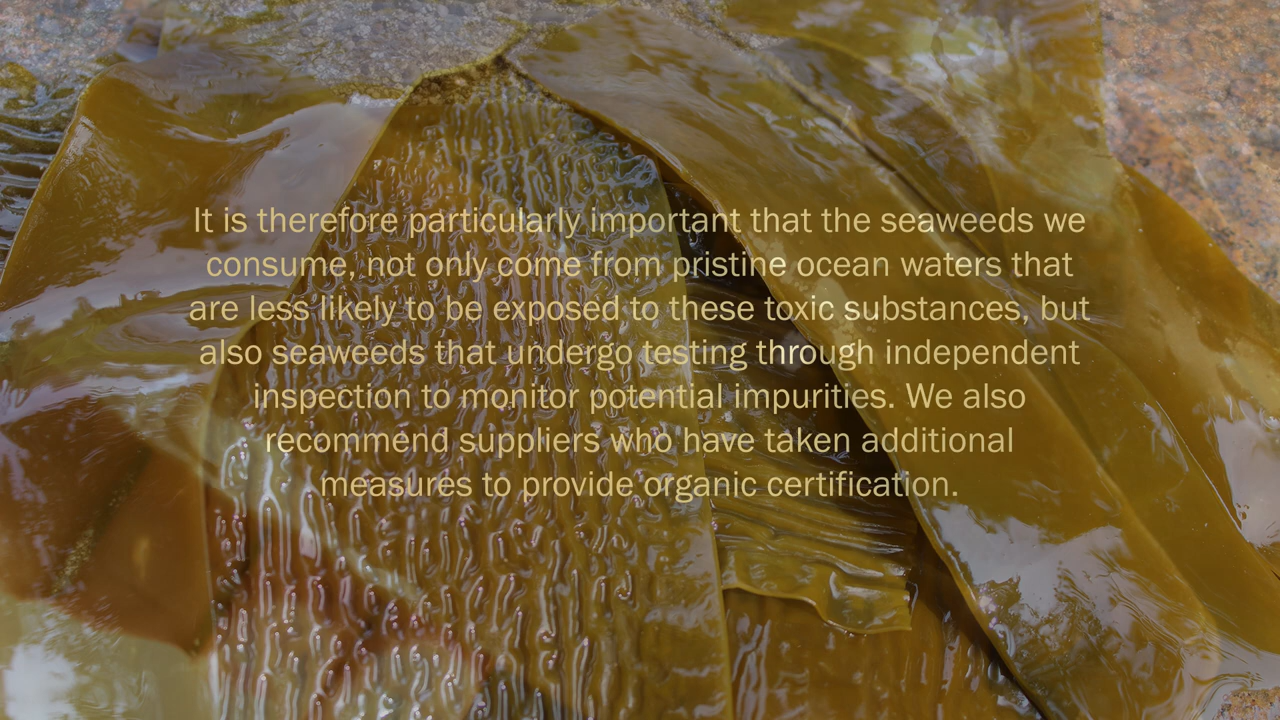 It is therefore particularly important that the seaweeds we
consume, not only come from pristine ocean waters that
are less likely to be exposed to these toxic substances, but
also seaweeds that undergo testing through independent
inspection to monitor potential impurities. We also
recommend suppliers who have taken additional
measures to provide organic certification.